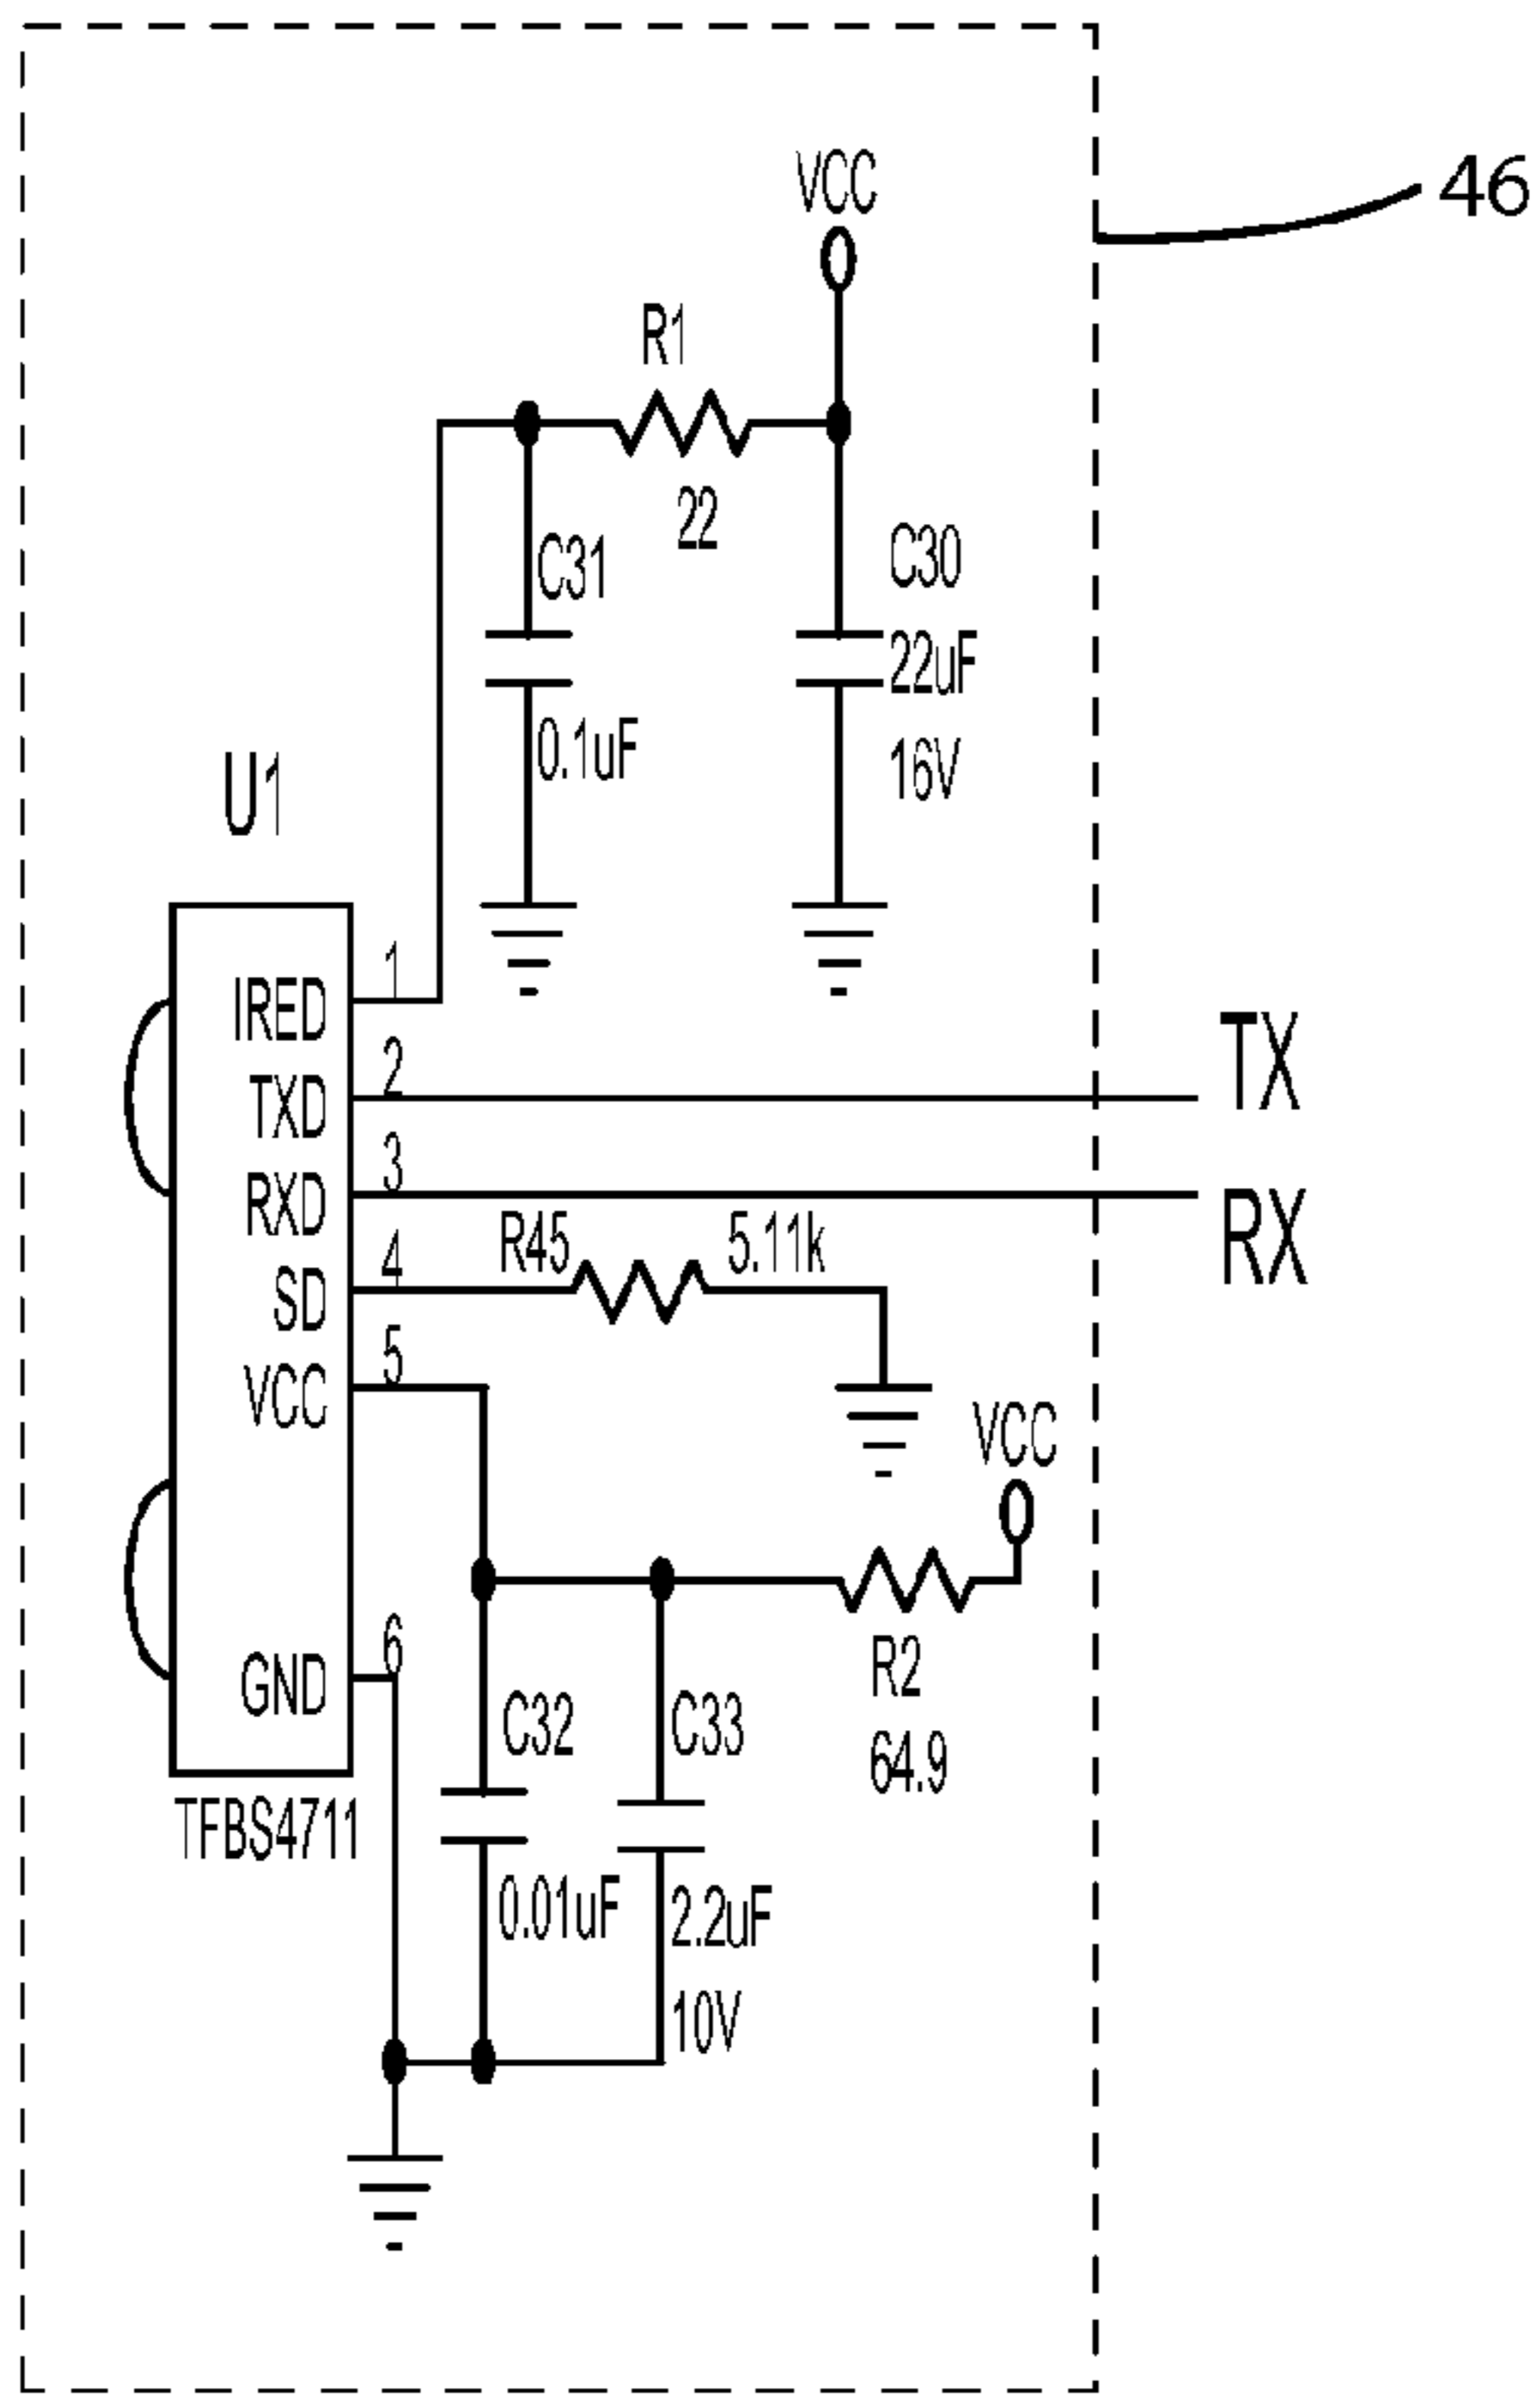 VCC
46
R1
22
C31
0.1uF
C30
22uF
16V
U1
IRED
1
TXD
2
TX
RXD
3
RX
SD
4
R45
5.11k
VCC
5
VCC
GND
6
R2
64.9
C32
0.01uF
C33
2.2uF
10V
TFBS4711